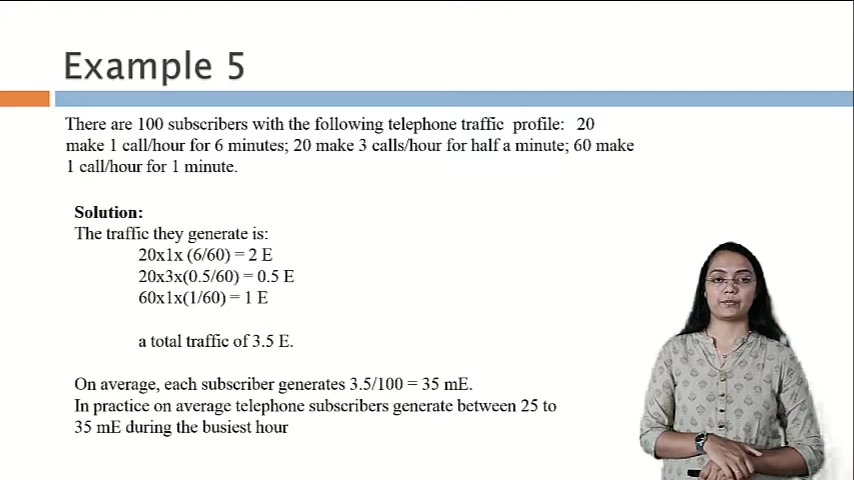 Example 5
There are 100 subscribers with the following telephone traffic profile: 20
make 1 call/hour for 6 minutes; 20 make 3 calls/hour for half a minute; 60 make
1 call/hour for 1 minute.
Solution:
The traffic they generate is:
20x1x (6/60) = 2 E
20x3x(0.5/60) = 0.5 E
60x1x(1/60) = 1 E
a total traffic of 3.5 E.
On average, each subscriber generates 3.5/100 = 35 mE.
In practice on average telephone subscribers generate between 25 to
35 mE during the busiest hour